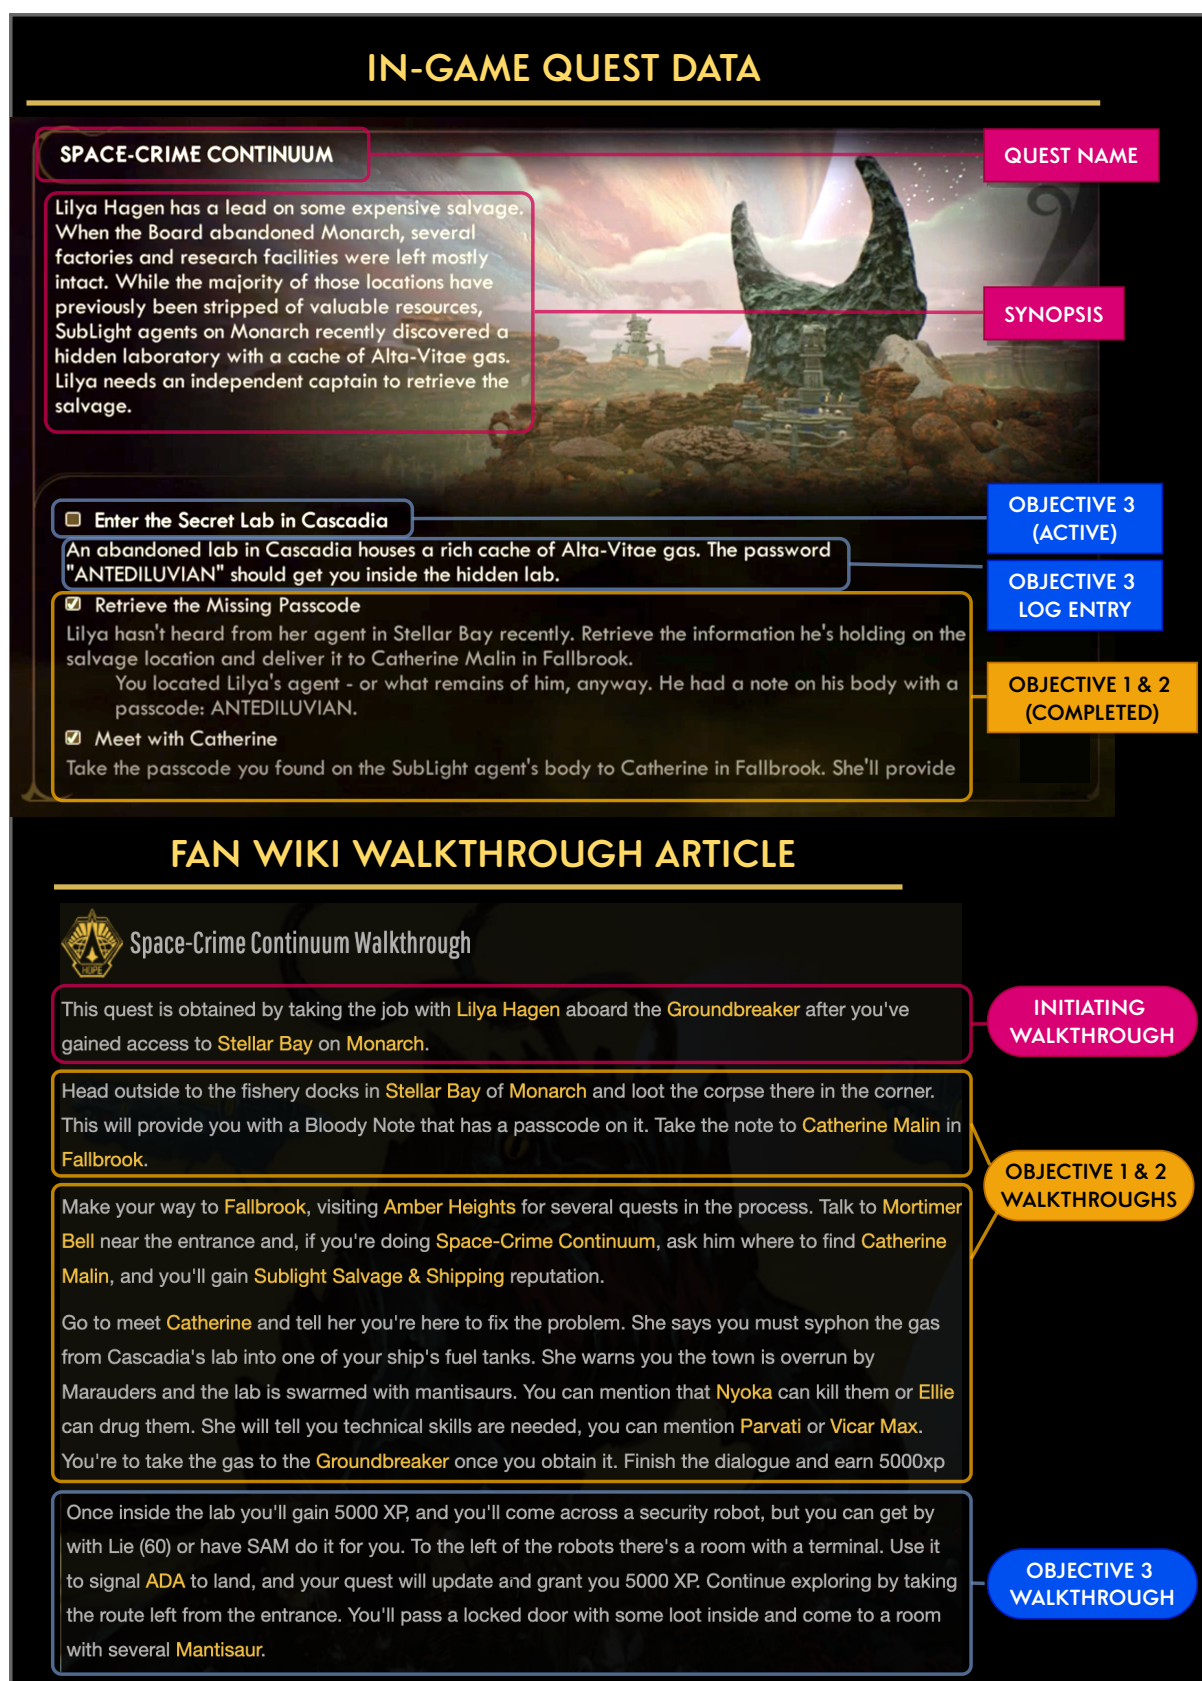 IN-GAME QUEST DATA
SPACE-CRIME CONTINUUM
QUEST NAME
Lilya Hagen has a lead on some expensive salvage.
When the Board abandoned Monarch, several
factories and research facilities were left mostly
intact. While the majority of those locations have
previously been stripped of valuable resources,
SubLight agents on Monarch recently discovered a
hidden laboratory with a cache of Alta-Vitae gas.
Lilya needs an independent captain to retrieve the
salvage.
SYNOPSIS
Enter the Secret Lab in Cascadia
OBJECTIVE 3
(ACTIVE)
An abandoned lab in Cascadia houses a rich cache of Alta-Vitae gas. The password
"ANTEDILUVIAN" should get you inside the hidden lab.
OBJECTIVE 3
LOG ENTRY
Retrieve the Missing Passcode
Lilya hasn't heard from her agent in Stellar Bay recently. Retrieve the information he's holding on the
salvage location and deliver it to Catherine Malin in Fallbrook.
You located Lilya's agent - or what remains of him, anyway. He had a note on his body with a
passcode: ANTEDILUVIAN.
Meet with Catherine
Take the passcode you found on the SubLight agent's body to Catherine in Fallbrook. She'll provide
OBJECTIVE 1 & 2
(COMPLETED)
FAN WIKI WALKTHROUGH ARTICLE
HOPE
Space-Crime Continuum Walkthrough
This quest is obtained by taking the job with Lilya Hagen aboard the Groundbreaker after you've
gained access to Stellar Bay on Monarch.
INITIATING
WALKTHROUGH
Head outside to the fishery docks in Stellar Bay of Monarch and loot the corpse there in the corner.
This will provide you with a Bloody Note that has a passcode on it. Take the note to Catherine Malin in
Fallbrook.
OBJECTIVE 1 & 2
WALKTHROUGHS
Make your way to Fallbrook, visiting Amber Heights for several quests in the process. Talk to Mortimer
Bell near the entrance and, if you're doing Space-Crime Continuum, ask him where to find Catherine
Malin, and you'll gain Sublight Salvage & Shipping reputation.
Go to meet Catherine and tell her you're here to fix the problem. She says you must syphon the gas
from Cascadia's lab into one of your ship's fuel tanks. She warns you the town is overrun by
Marauders and the lab is swarmed with mantisaurs. You can mention that Nyoka can kill them or Ellie
can drug them. She will tell you technical skills are needed, you can mention Parvati or Vicar Max.
You're to take the gas to the Groundbreaker once you obtain it. Finish the dialogue and earn 5000xp
Once inside the lab you'll gain 5000 XP, and you'll come across a security robot, but you can get by
with Lie (60) or have SAM do it for you. To the left of the robots there's a room with a terminal. Use it
to signal ADA to land, and your quest will update and grant you 5000 XP. Continue exploring by taking
the route left from the entrance. You'll pass a locked door with some loot inside and come to a room
with several Mantisaur.
OBJECTIVE 3
WALKTHROUGH